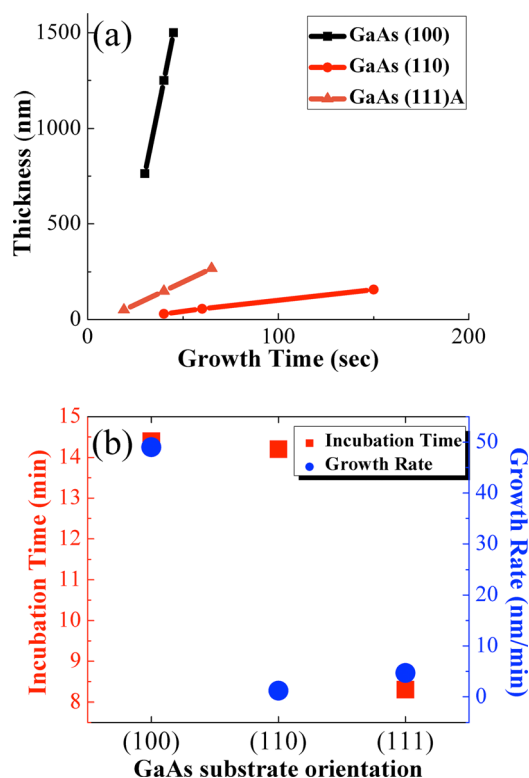 (a)
GaAs (100)
GaAs (110)
GaAs (111)A
1500
1000
500
0
Thickness (nm)
0
100
200
Growth Time (sec)
(b)
Incubation Time
Growth Rate
15
14
13
12
11
10
9
8
Incubation Time (min)
50
40
30
20
10
0
Growth Rate (nm/min)
(100)
(110)
(111)
GaAs substrate orientation